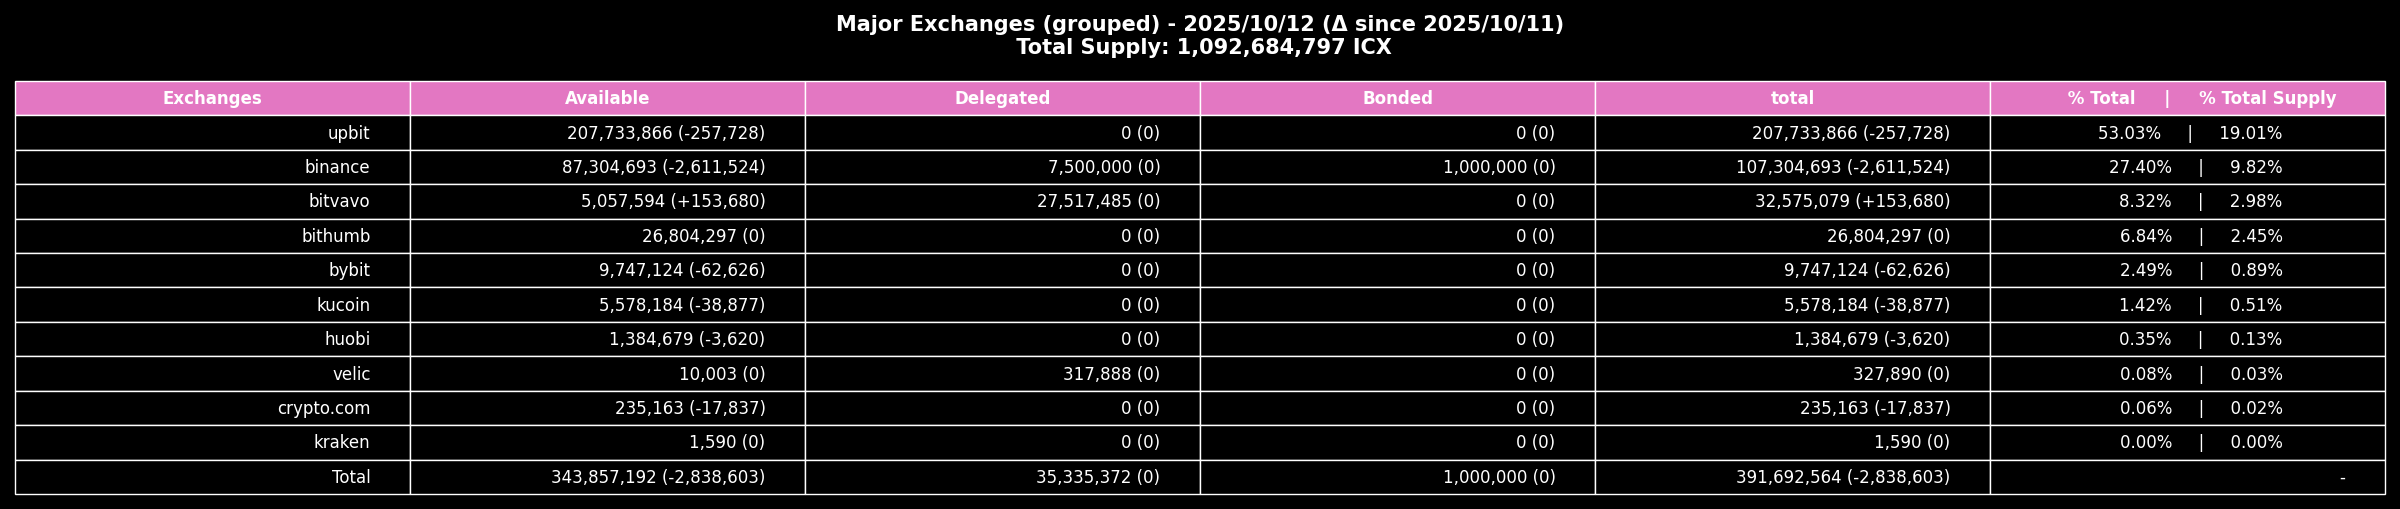 Major Exchanges (grouped) - 2025/10/12 (Δ since 2025/10/11)
Total Supply: 1,092,684,797 ICX
Exchanges Available Delegated Bonded total % Total | % Total Supply
upbit 207,733,866 (-257,728) 0 (0) 0 (0) 207,733,866 (-257,728) 53.03% | 19.01%
binance 87,304,693 (-2,611,524) 7,500,000 (0) 1,000,000 (0) 107,304,693 (-2,611,524) 27.40% | 9.82%
bitvavo 5,057,594 (+153,680) 27,517,485 (0) 0 (0) 32,575,079 (+153,680) 8.32% | 2.98%
bithumb 26,804,297 (0) 0 (0) 0 (0) 26,804,297 (0) 6.84% | 2.45%
bybit 9,747,124 (-62,626) 0 (0) 0 (0) 9,747,124 (-62,626) 2.49% | 0.89%
kucoin 5,578,184 (-38,877) 0 (0) 0 (0) 5,578,184 (-38,877) 1.42% | 0.51%
huobi 1,384,679 (-3,620) 0 (0) 0 (0) 1,384,679 (-3,620) 0.35% | 0.13%
velic 10,003 (0) 317,888 (0) 0 (0) 327,890 (0) 0.08% | 0.03%
crypto.com 235,163 (-17,837) 0 (0) 0 (0) 235,163 (-17,837) 0.06% | 0.02%
kraken 1,590 (0) 0 (0) 0 (0) 1,590 (0) 0.00% | 0.00%
Total 343,857,192 (-2,838,603) 35,335,372 (0) 1,000,000 (0) 391,692,564 (-2,838,603) -